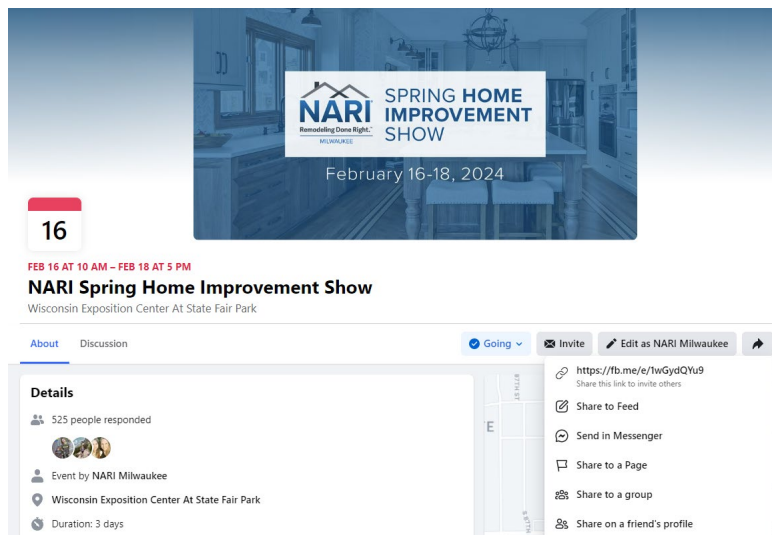 NARI
Remodeling Done Right.™
MILWAUKEE
SPRING HOME
IMPROVEMENT
SHOW
February 16-18, 2024
16
FEB 16 AT 10 AM – FEB 18 AT 5 PM
NARI Spring Home Improvement Show
Wisconsin Exposition Center At State Fair Park
About Discussion Going Invite Edit as NARI Milwaukee
Details
525 people responded
Event by NARI Milwaukee
Wisconsin Exposition Center At State Fair Park
Duration: 3 days
87TH ST
E
S 87TH
https://fb.me/e/1wGydQYu9
Share this link to invite others
Share to Feed
Send in Messenger
Share to a Page
Share to a group
Share on a friend's profile